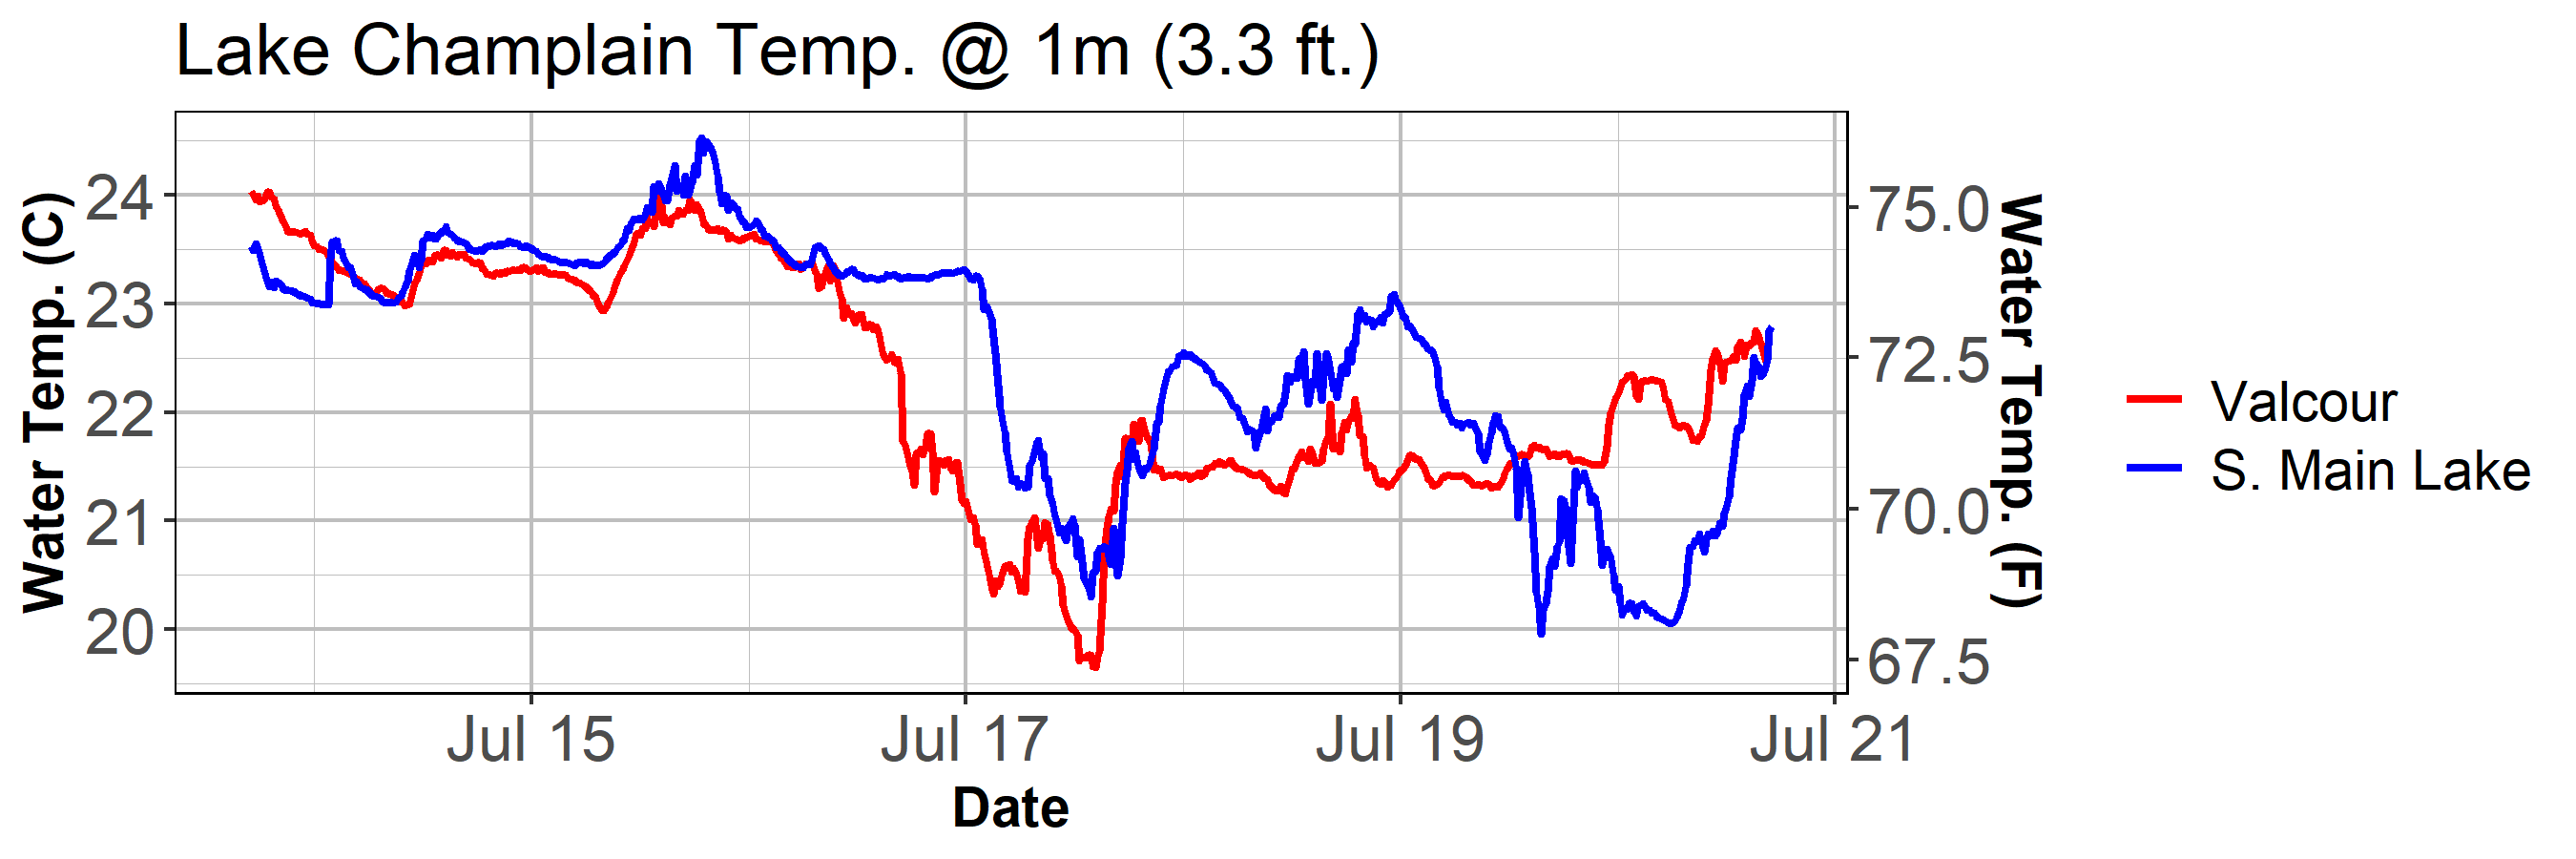 Lake Champlain Temp. @ 1m (3.3 ft.)
Water Temp. (C)
24
23
22
21
20
75.0
72.5
70.0
67.5
Water Temp. (F)
Jul 15
Jul 17
Jul 19
Jul 21
Date
Valcour
S. Main Lake